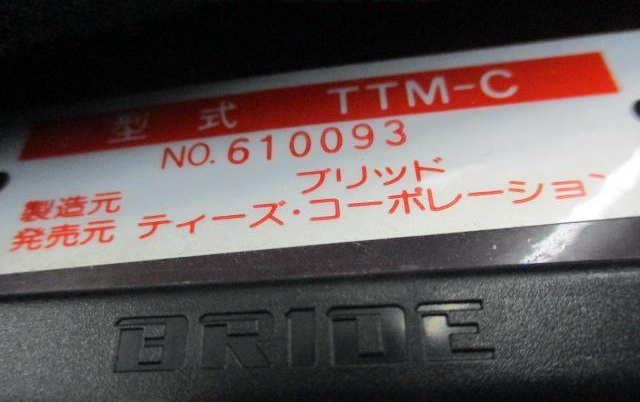 型式 TTM-C
NO. 610093
製造元 ブリッド
発売元 ティーズ・コーポレーション
BRIDE